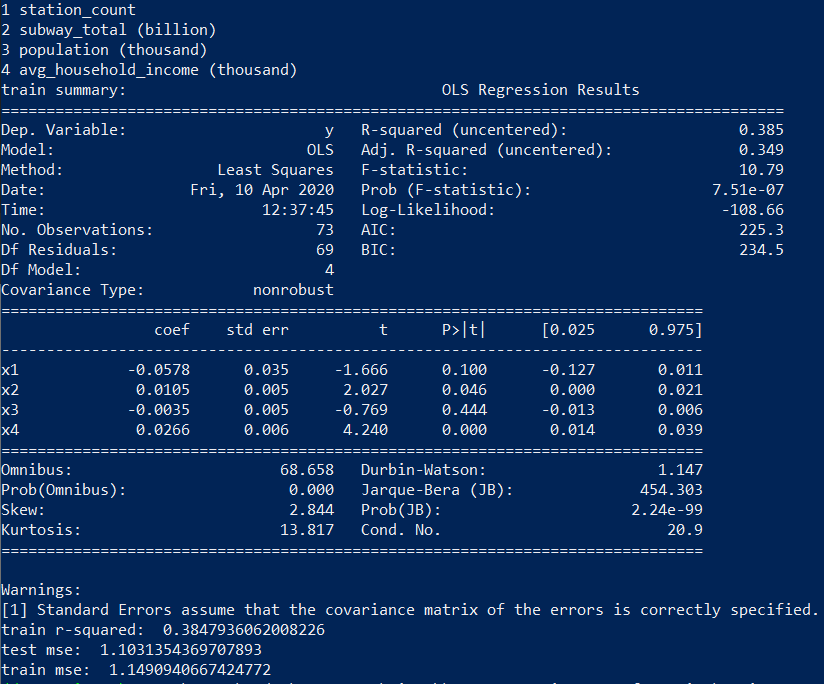 1 station_count
2 subway_total (billion)
3 population (thousand)
4 avg_household_income (thousand)
train summary:                                   OLS Regression Results
=======================================================================================
Dep. Variable:                      y   R-squared (uncentered):                   0.385
Model:                            OLS   Adj. R-squared (uncentered):              0.349
Method:                 Least Squares   F-statistic:                              10.79
Date:                Fri, 10 Apr 2020   Prob (F-statistic):                    7.51e-07
Time:                        12:37:45   Log-Likelihood:                         -108.66
No. Observations:                  73   AIC:                                      225.3
Df Residuals:                      69   BIC:                                      234.5
Df Model:                           4
Covariance Type:            nonrobust
==============================================================================
                 coef    std err          t      P>|t|      [0.025      0.975]
------------------------------------------------------------------------------
x1            -0.0578      0.035     -1.666      0.100      -0.127       0.011
x2             0.0105      0.005      2.027      0.046       0.000       0.021
x3            -0.0035      0.005     -0.769      0.444      -0.013       0.006
x4             0.0266      0.006      4.240      0.000       0.014       0.039
==============================================================================
Omnibus:                       68.658   Durbin-Watson:                   1.147
Prob(Omnibus):                  0.000   Jarque-Bera (JB):              454.303
Skew:                           2.844   Prob(JB):                     2.24e-99
Kurtosis:                      13.817   Cond. No.                         20.9
==============================================================================
Warnings:
[1] Standard Errors assume that the covariance matrix of the errors is correctly specified.
train r-squared:  0.3847936062008226
test mse:  1.1031354369707893
train mse:  1.1490940667424772